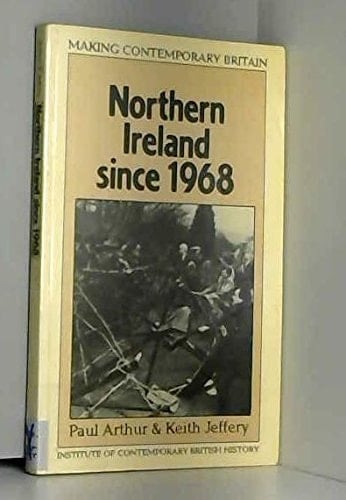 MAKING CONTEMPORARY BRITAIN
Northern
Ireland
since 1968
Paul Arthur & Keith Jeffery
INSTITUTE OF CONTEMPORARY BRITISH HISTORY
Northern Ireland since 1968